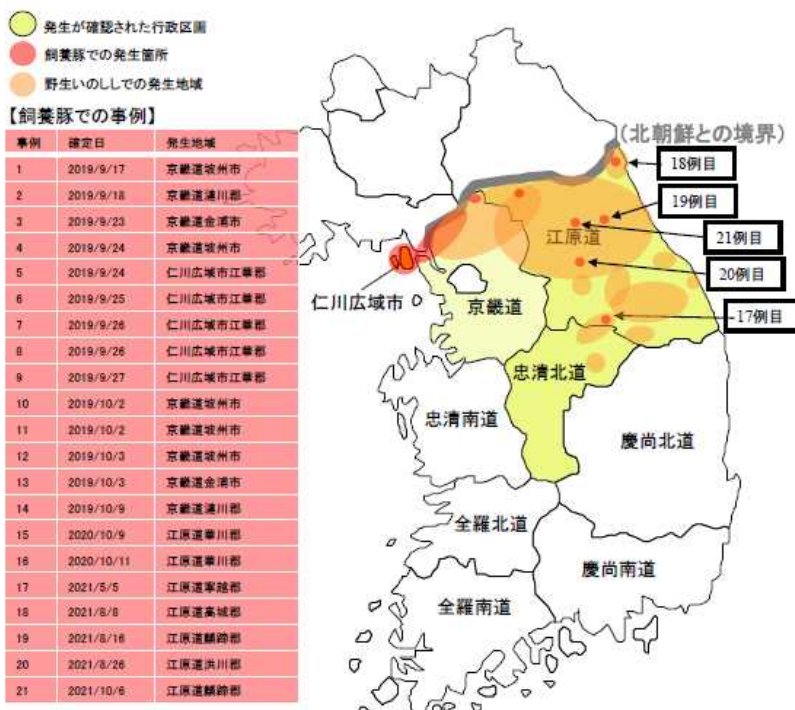 発生が確認された行政区画
飼養豚での発生箇所
野生いのししでの発生地域
【飼養豚での事例】
事例 確定日 発生地域
1 2019/9/17 京畿道坡州市
2 2019/9/18 京畿道漣川郡
3 2019/9/23 京畿道金浦市
4 2019/9/24 京畿道坡州市
5 2019/9/24 仁川広域市江華郡
6 2019/9/25 仁川広域市江華郡
7 2019/9/26 仁川広域市江華郡
8 2019/9/26 仁川広域市江華郡
9 2019/9/27 仁川広域市江華郡
10 2019/10/2 京畿道坡州市
11 2019/10/2 京畿道坡州市
12 2019/10/3 京畿道坡州市
13 2019/10/3 京畿道金浦市
14 2019/10/9 京畿道漣川郡
15 2020/10/9 江原道華川郡
16 2020/10/11 江原道華川郡
17 2021/5/5 江原道寧越郡
18 2021/8/8 江原道高城郡
19 2021/8/16 江原道麟蹄郡
20 2021/8/26 江原道洪川郡
21 2021/10/6 江原道麟蹄郡
(北朝鮮との境界)
18例目
19例目
21例目
20例目
17例目
江原道
仁川広域市
京畿道
忠清北道
忠清南道
慶尚北道
全羅北道
慶尚南道
全羅南道